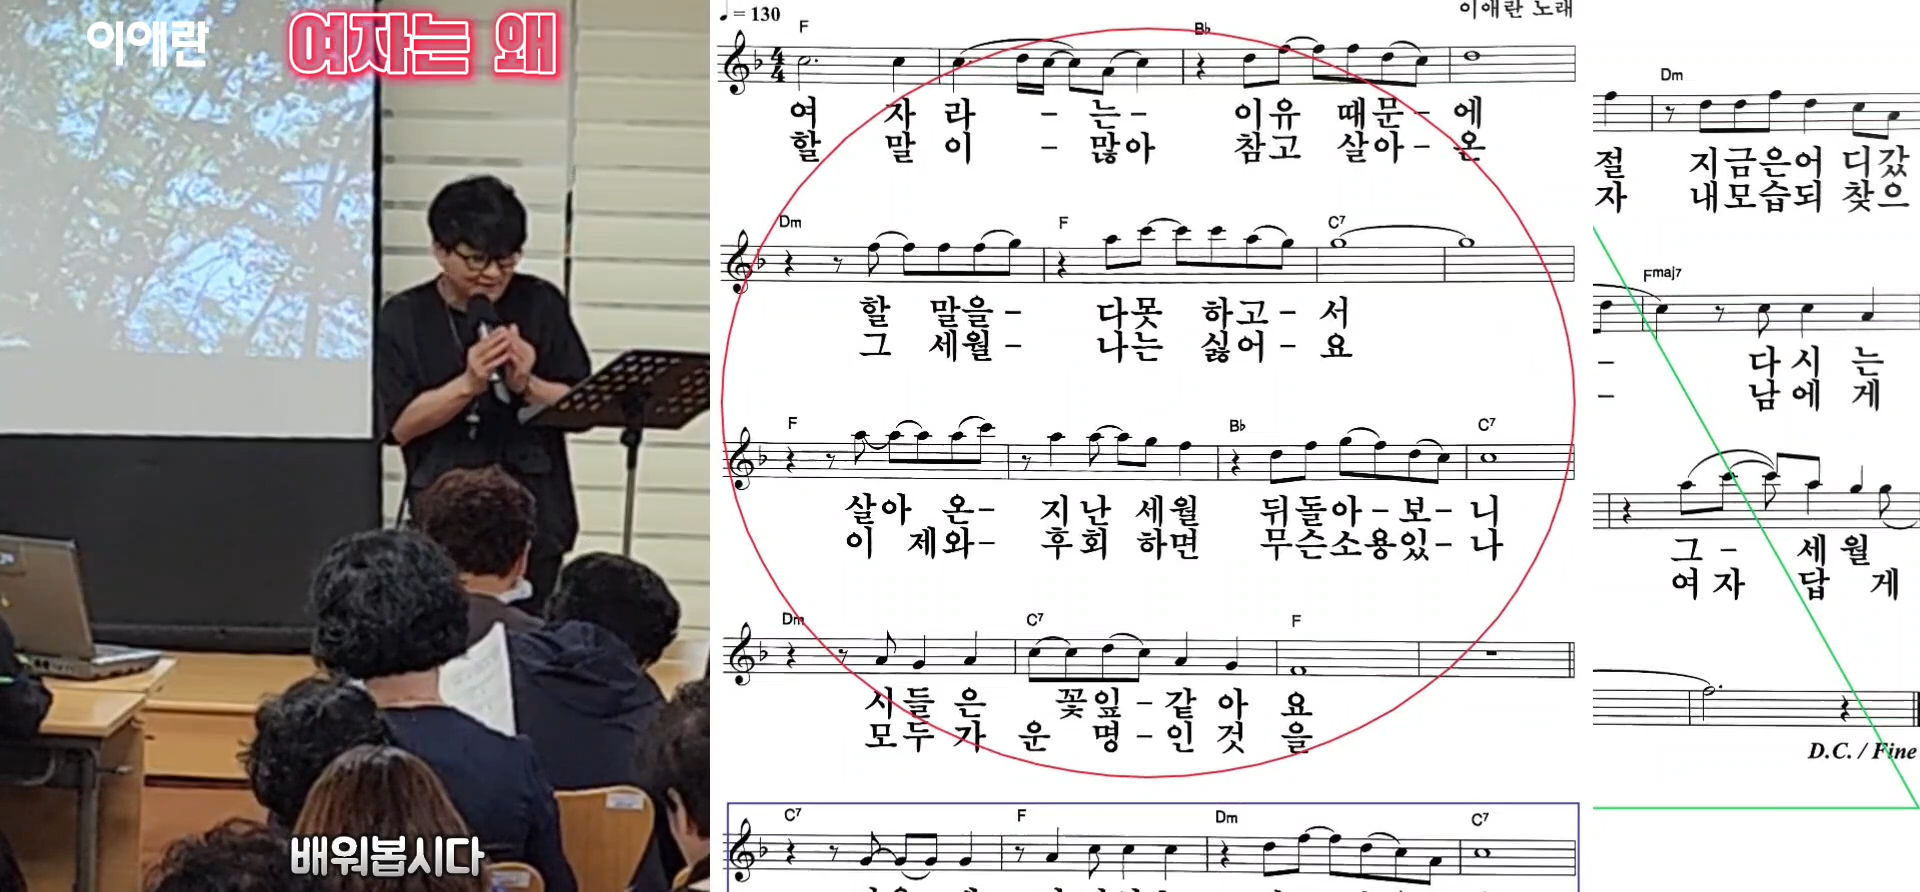 이애란 여자는 왜
배워봅시다
♩ = 130
이애란 노래
F B♭
여 자 라 - 는 - 이유 때문 - 에
할 말 이 - 많아 참고 살아 - 온
Dm F C7
할 말을 - 다못 하고 - 서
그 세월 - 나는 싫어 - 요
F B♭ C7
살아 온 - 지난 세월 뒤돌아 - 보 - 니
이 제와 - 후회 하면 무슨소용있 - 나
Dm C7 F
시들 은 꽃잎 - 같 아 요
모두 가 운 명 - 인 것 을
C7 F Dm C7
Dm
절 지금은어 디갔
자 내모습되 찾으
Fmaj7
- 다시 는
- 남에 게
그 - 세월
여자 답 게
D.C. / Fine